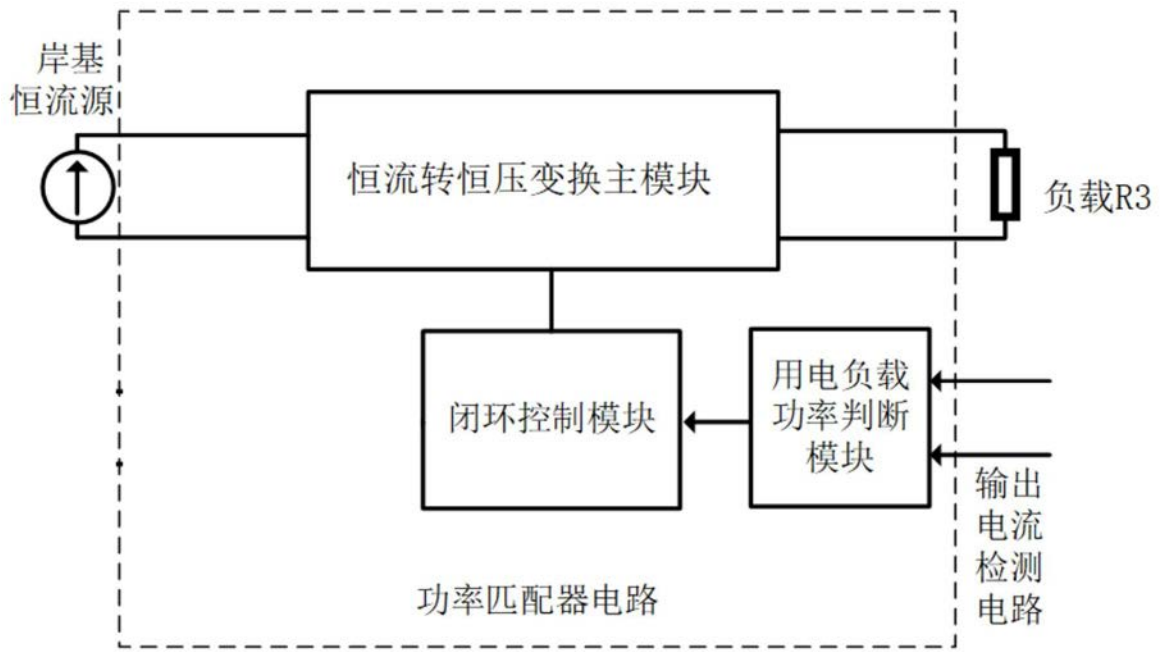 岸基
恒流源
恒流转恒压变换主模块
负载R3
闭环控制模块
用电负载
功率判断
模块
输出
电流
检测
电路
功率匹配器电路